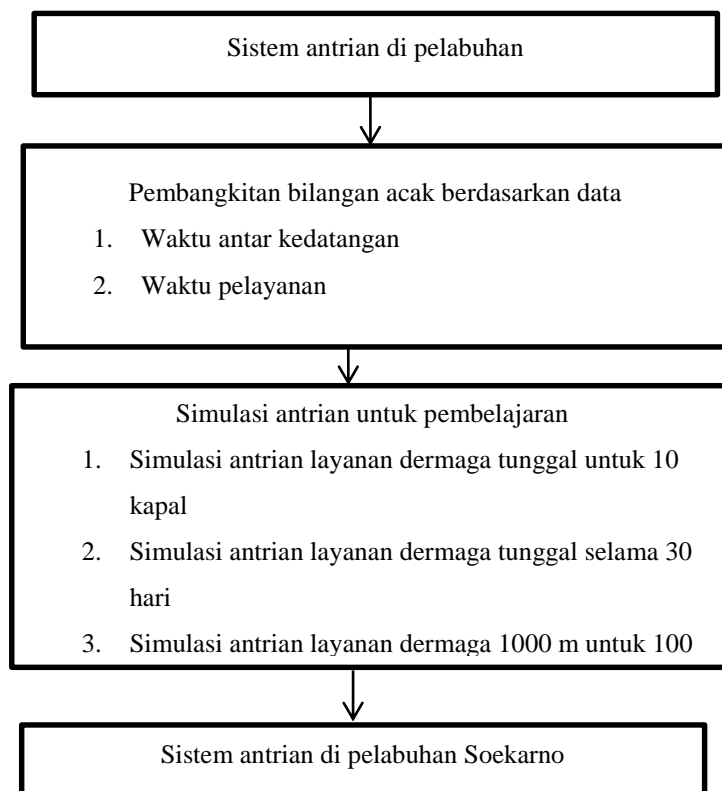 Sistem antrian di pelabuhan
Pembangkitan bilangan acak berdasarkan data
1. Waktu antar kedatangan
2. Waktu pelayanan
Simulasi antrian untuk pembelajaran
1. Simulasi antrian layanan dermaga tunggal untuk 10
kapal
2. Simulasi antrian layanan dermaga tunggal selama 30
hari
3. Simulasi antrian layanan dermaga 1000 m untuk 100
Sistem antrian di pelabuhan Soekarno